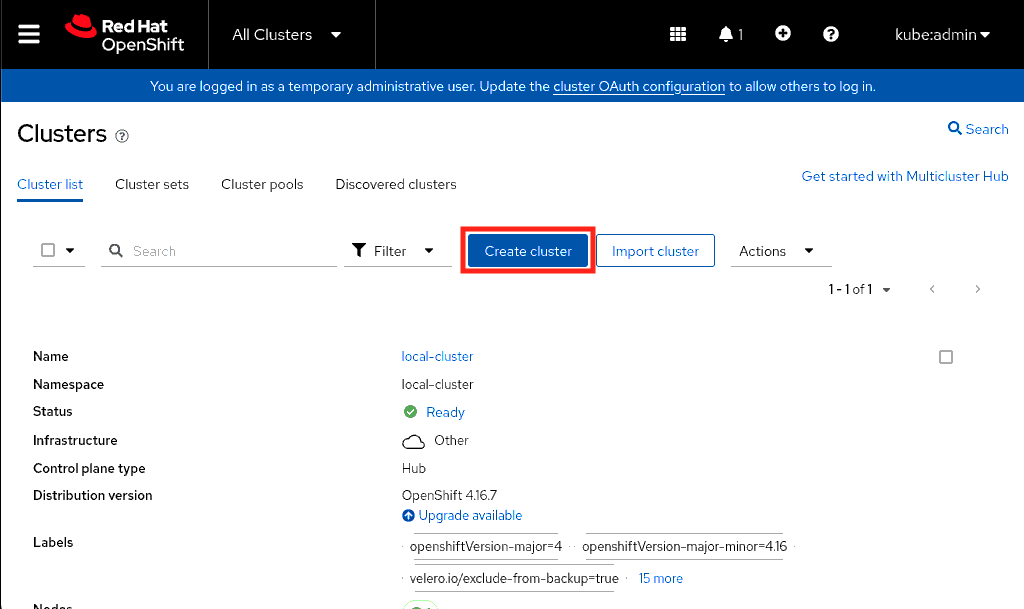 Red Hat
OpenShift
All Clusters
1
kube:admin
You are logged in as a temporary administrative user. Update the cluster OAuth configuration to allow others to log in.
Clusters
Search
Cluster list Cluster sets Cluster pools Discovered clusters
Get started with Multicluster Hub
Search Filter Create cluster Import cluster Actions
1 - 1 of 1
Name local-cluster
Namespace local-cluster
Status Ready
Infrastructure Other
Control plane type Hub
Distribution version OpenShift 4.16.7
Upgrade available
Labels openshiftVersion-major=4 openshiftVersion-major-minor=4.16
velero.io/exclude-from-backup=true 15 more
Nodes